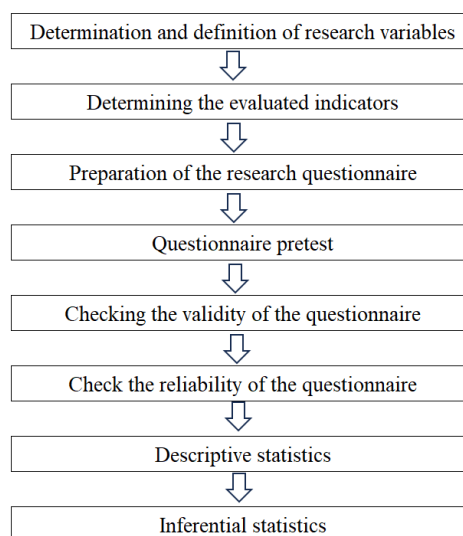 Determination and definition of research variables
Determining the evaluated indicators
Preparation of the research questionnaire
Questionnaire pretest
Checking the validity of the questionnaire
Check the reliability of the questionnaire
Descriptive statistics
Inferential statistics